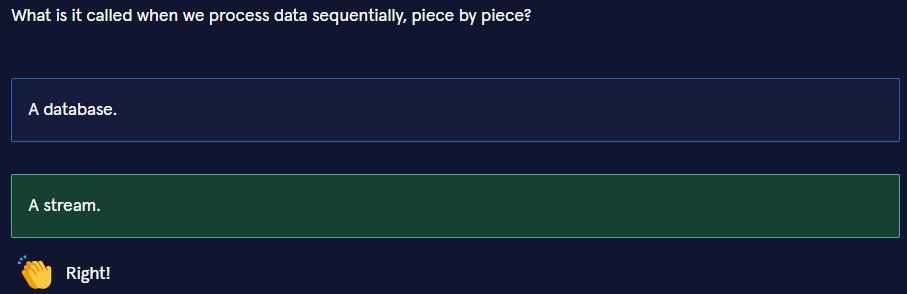 What is it called when we process data sequentially, piece by piece?
A database.
A stream.
Right!